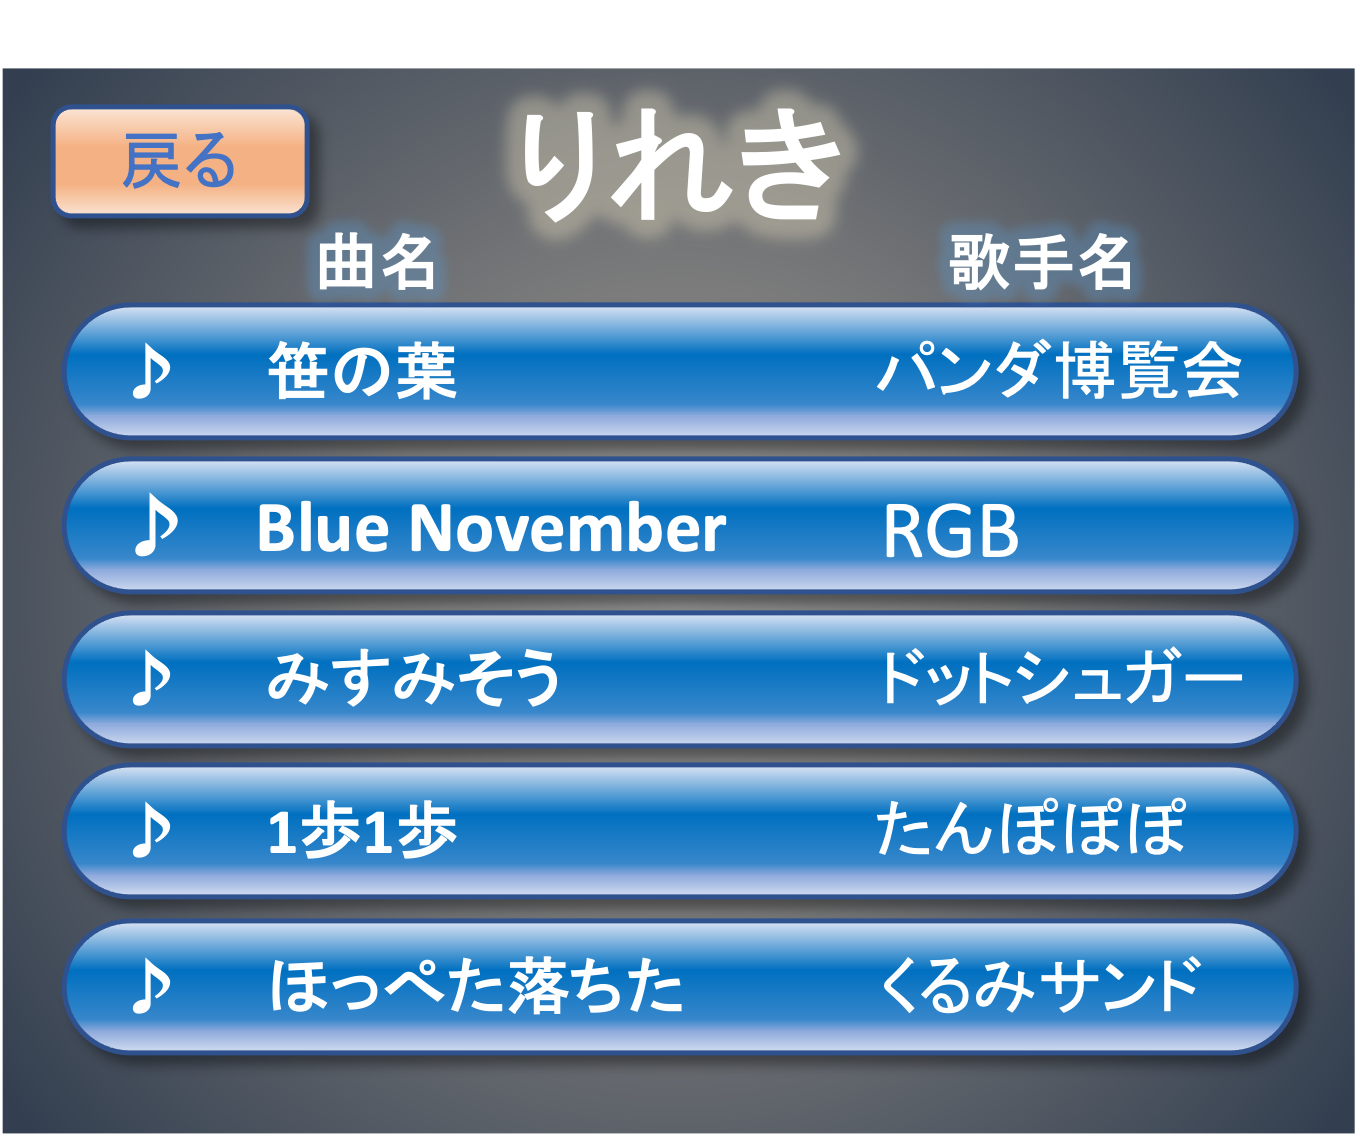 戻る
りれき
曲名 歌手名
♪ 笹の葉 パンダ博覧会
♪ Blue November RGB
♪ みすみそう ドットシュガー
♪ 1歩1歩 たんぽぽぽ
♪ ほっぺた落ちた くるみサンド